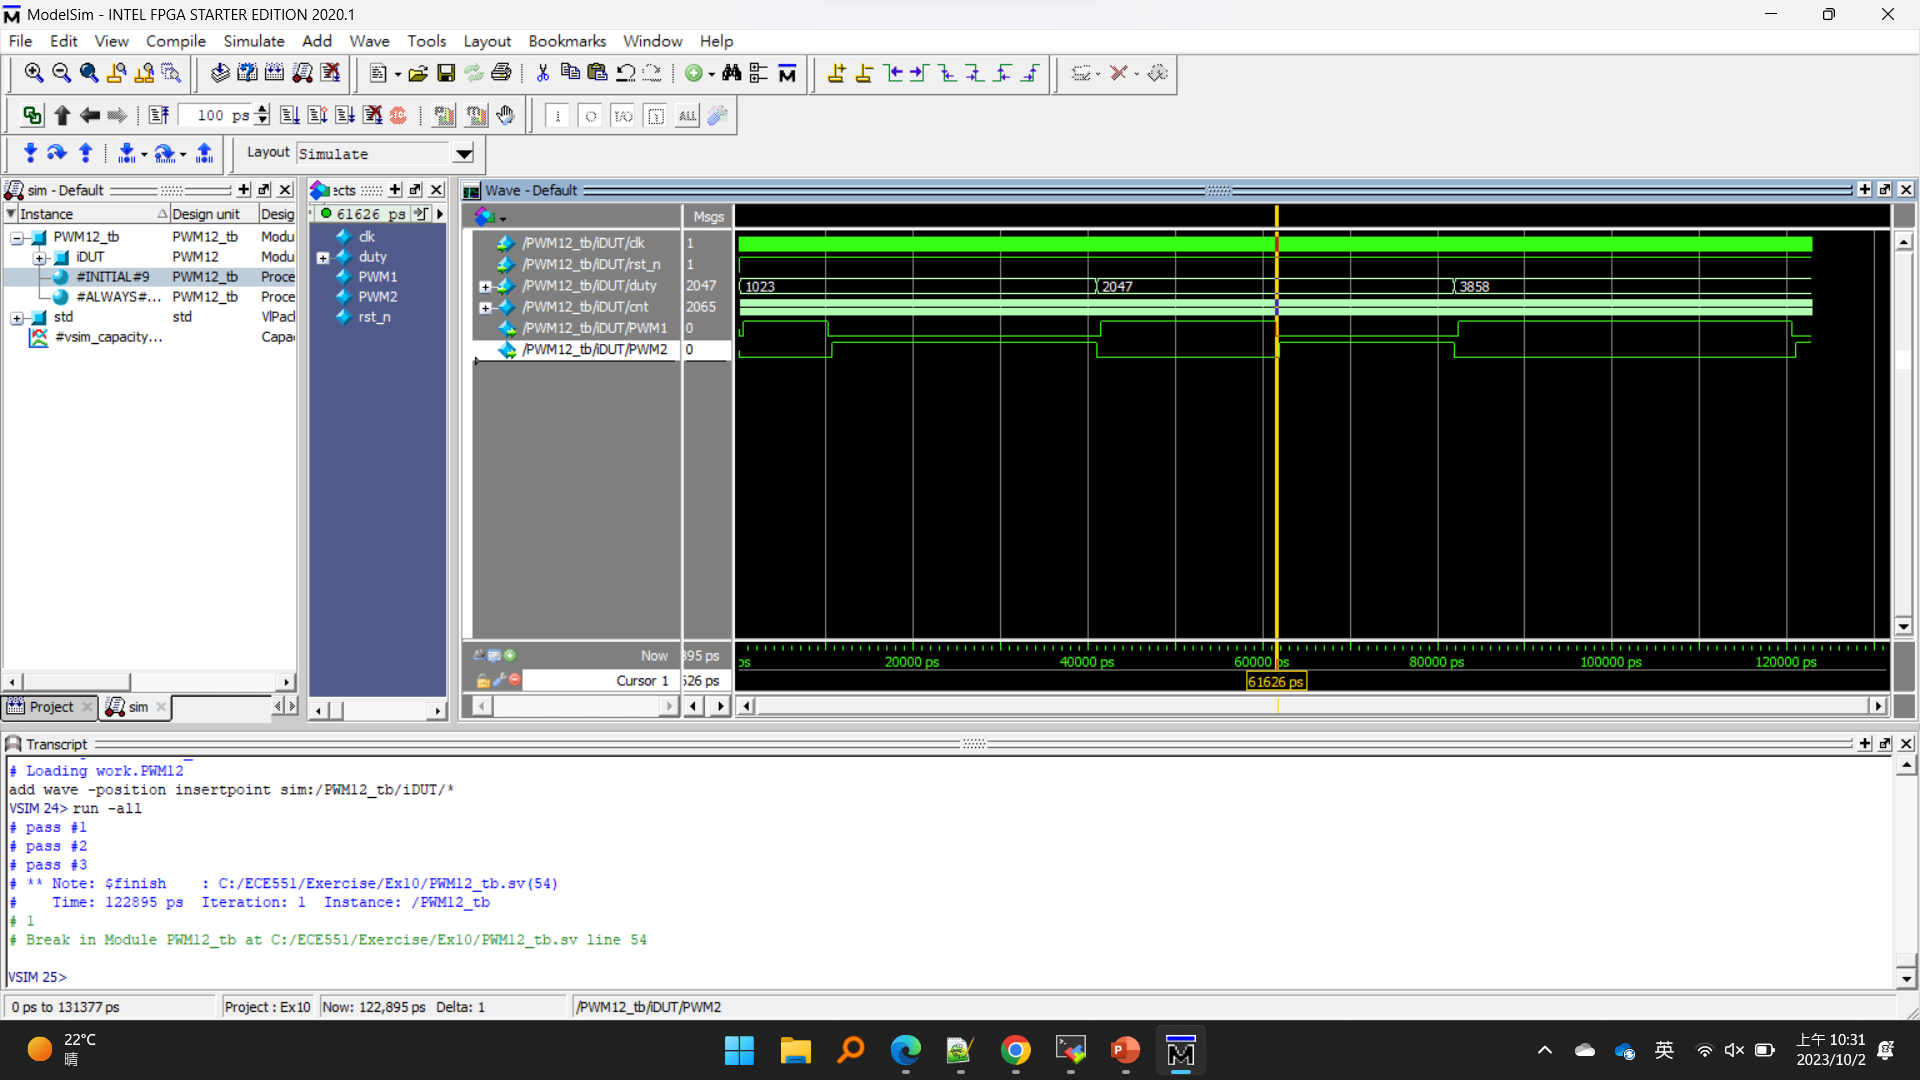 ModelSim - INTEL FPGA STARTER EDITION 2020.1
File Edit View Compile Simulate Add Wave Tools Layout Bookmarks Window Help
100 ps
Layout Simulate
sim - Default
Instance Design unit Desig
PWM12_tb PWM12_tb Modu
iDUT PWM12 Modu
#INITIAL#9 PWM12_tb Proce
#ALWAYS#... PWM12_tb Proce
std std VlPacl
#vsim_capacity... Capa
Project sim
61626 ps
clk
duty
PWM1
PWM2
rst_n
Wave - Default
Msgs
/PWM12_tb/iDUT/clk 1
/PWM12_tb/iDUT/rst_n 1
/PWM12_tb/iDUT/duty 2047 1023 2047 3858
/PWM12_tb/iDUT/cnt 2065
/PWM12_tb/iDUT/PWM1 0
/PWM12_tb/iDUT/PWM2 0
Now 395 ps
ps 20000 ps 40000 ps 60000 ps 80000 ps 100000 ps 120000 ps
Cursor 1 526 ps 61626 ps
Transcript
# Loading work.PWM12
add wave -position insertpoint sim:/PWM12_tb/iDUT/*
VSIM 24> run -all
# pass #1
# pass #2
# pass #3
# ** Note: $finish : C:/ECE551/Exercise/Ex10/PWM12_tb.sv(54)
# Time: 122895 ps Iteration: 1 Instance: /PWM12_tb
# 1
# Break in Module PWM12_tb at C:/ECE551/Exercise/Ex10/PWM12_tb.sv line 54
VSIM 25>
0 ps to 131377 ps Project : Ex10 Now: 122,895 ps Delta: 1 /PWM12_tb/iDUT/PWM2
22°C
晴
英
上午 10:31
2023/10/2